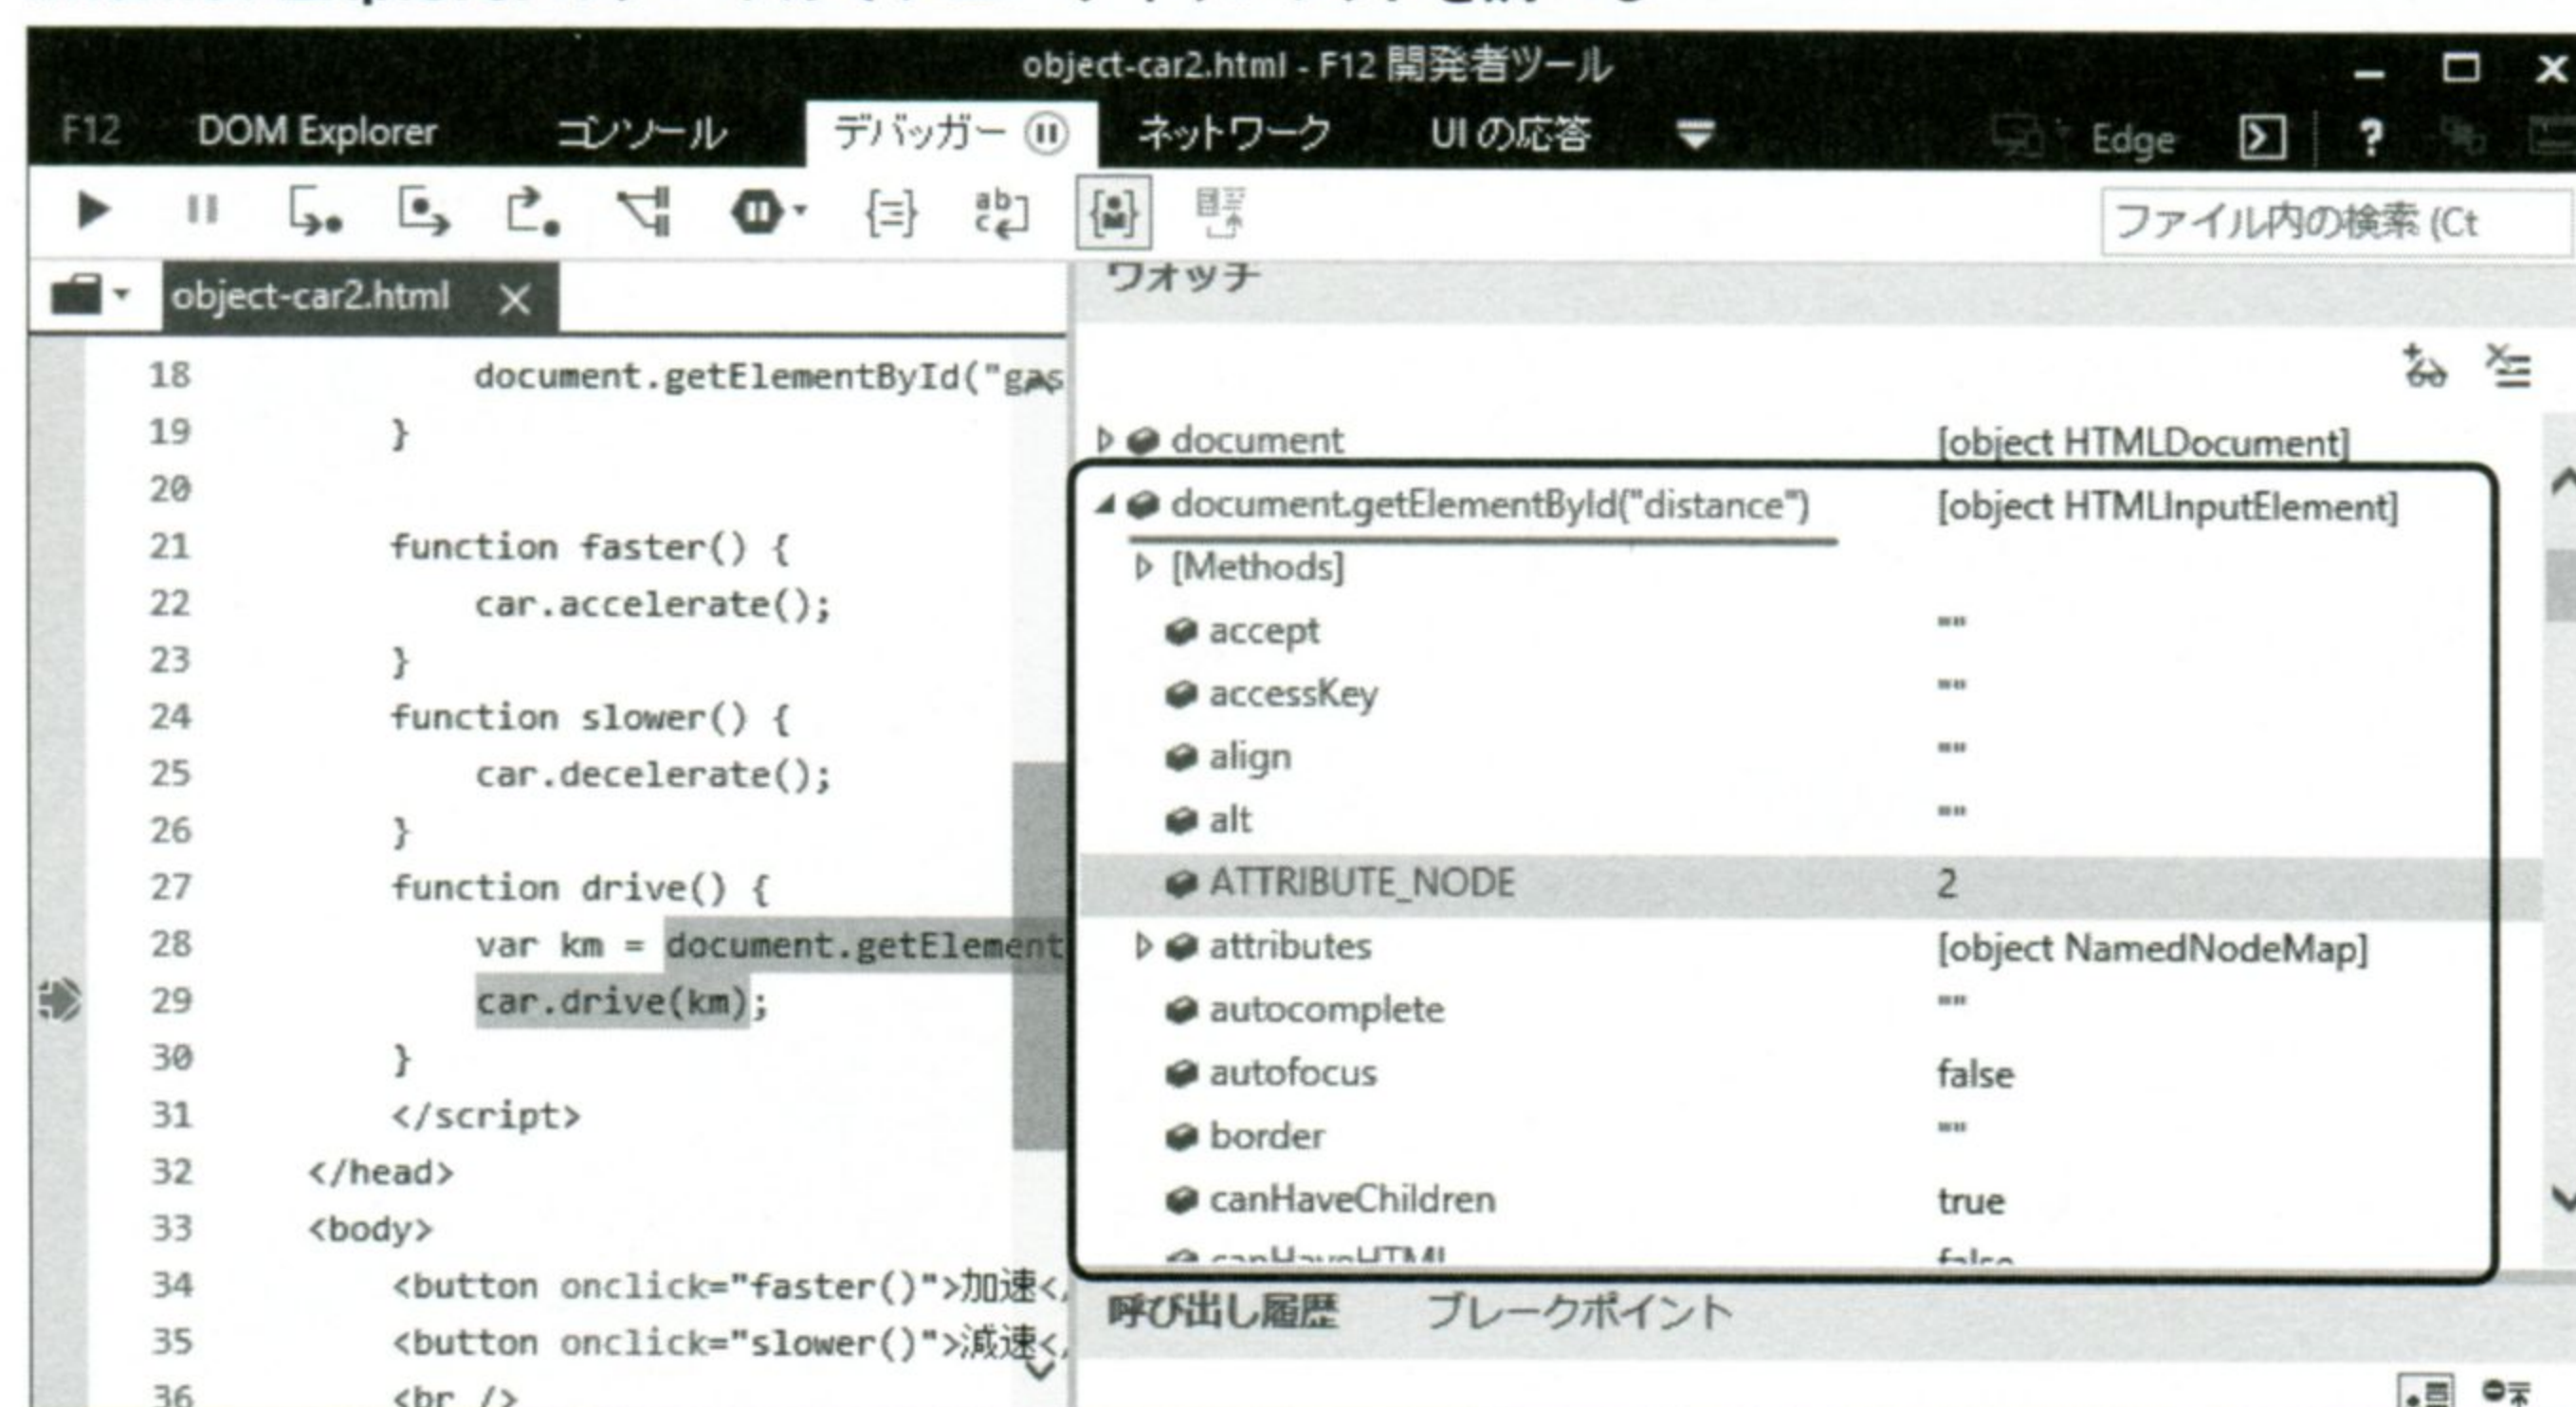 object-car2.html - F12 開発者ツール
F12 DOM Explorer コンソール デバッガー ネットワーク UI の応答 Edge ?
ファイル内の検索 (Ct
object-car2.html
ウォッチ
18 document.getElementById("gas
19 }
20
21 function faster() {
22 car.accelerate();
23 }
24 function slower() {
25 car.decelerate();
26 }
27 function drive() {
28 var km = document.getElement
29 car.drive(km);
30 }
31 </script>
32 </head>
33 <body>
34 <button onclick="faster()">加速<
35 <button onclick="slower()">減速<
36 <br />
document [object HTMLDocument]
document.getElementById("distance") [object HTMLInputElement]
[Methods]
accept ""
accessKey ""
align ""
alt ""
ATTRIBUTE_NODE 2
attributes [object NamedNodeMap]
autocomplete ""
autofocus false
border ""
canHaveChildren true
canHaveHTML false
呼び出し履歴 ブレークポイント